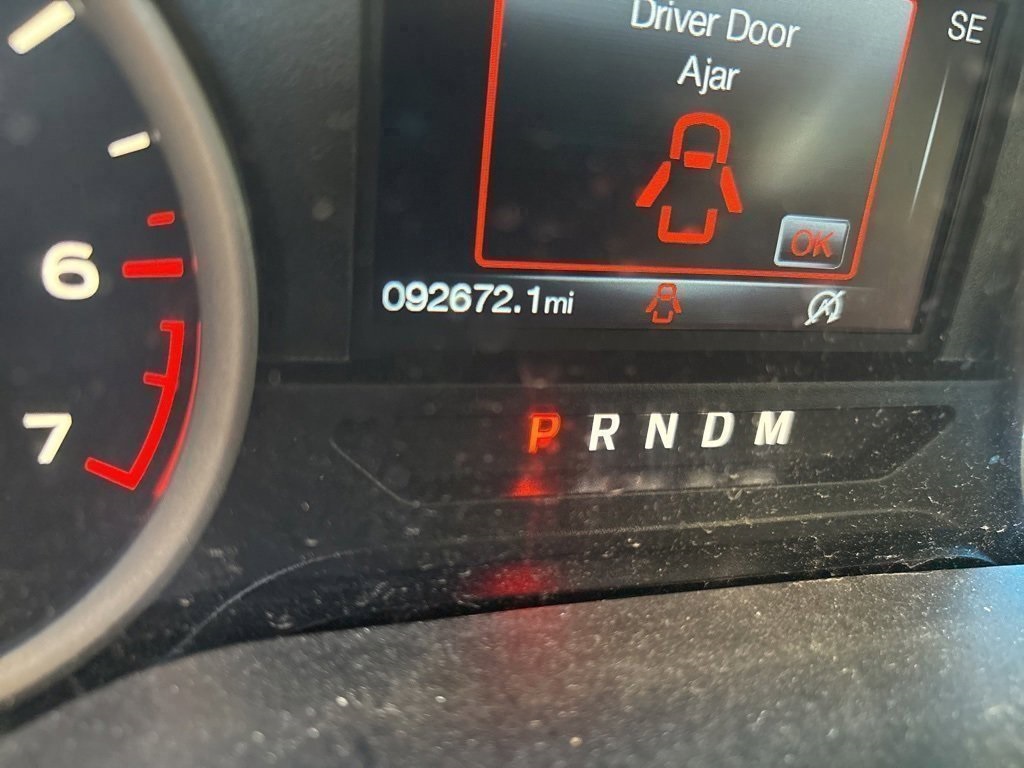 Driver Door
Ajar
SE
OK
092672.1mi
6
7
P R N D M